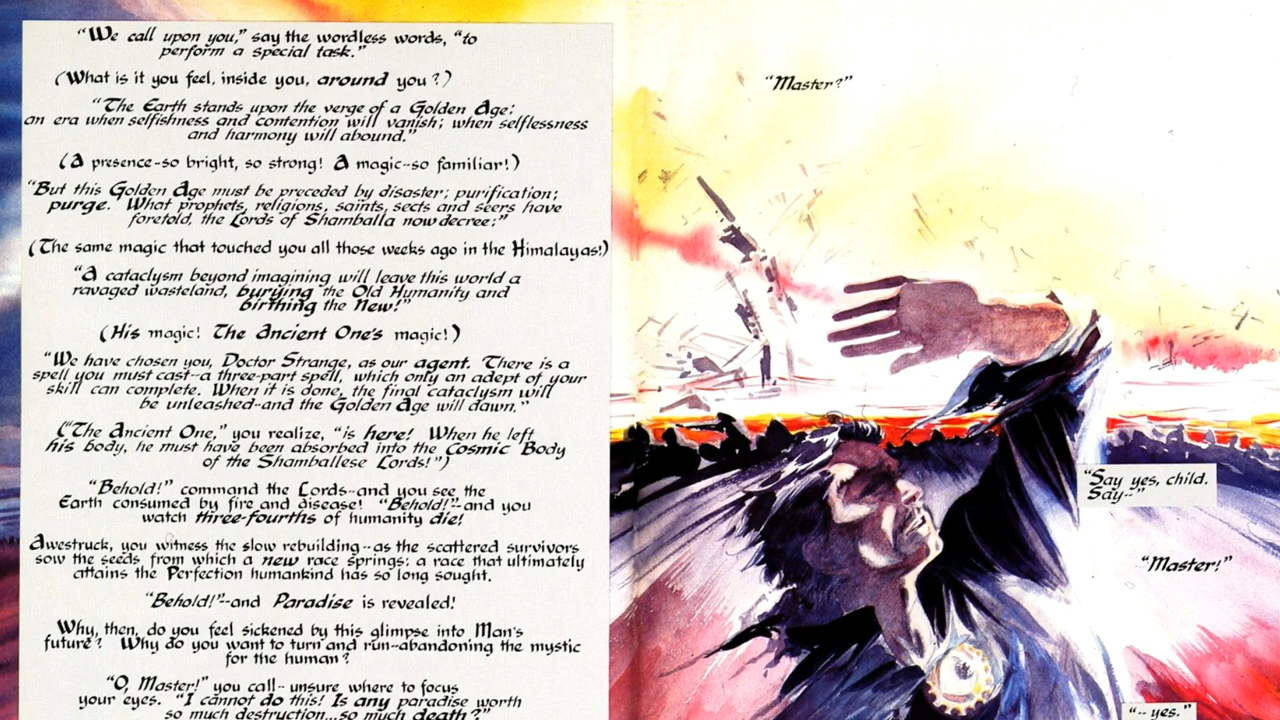 "We call upon you," say the wordless words, "to
perform a special task."
(What is it you feel, inside you, around you?)
"The Earth stands upon the verge of a Golden Age:
an era when selfishness and contention will vanish; when selflessness
and harmony will abound."
(A presence--so bright, so strong! A magic--so familiar!)
"But this Golden Age must be preceded by disaster; purification;
purge. What prophets, religions, saints, sects and seers have
foretold, the Lords of Shamballa now decree:"
(The same magic that touched you all those weeks ago in the Himalayas!)
"A cataclysm beyond imagining will leave this world a
ravaged wasteland, burying the Old Humanity and
birthing the New!"
(His magic! The Ancient One's magic!)
"We have chosen you, Doctor Strange, as our agent. There is a
spell you must cast--a three-part spell, which only an adept of your
skill can complete. When it is done, the final cataclysm will
be unleashed--and the Golden Age will dawn."
("The Ancient One," you realize, "is here! When he left
his body, he must have been absorbed into the Cosmic Body
of the Shamballese Lords!")
"Behold!" command the Lords--and you see the
Earth consumed by fire and disease! "Behold!"--and you
watch three-fourths of humanity die!
Awestruck, you witness the slow rebuilding--as the scattered survivors
sow the seeds from which a new race springs: a race that ultimately
attains the Perfection humankind has so long sought.
"Behold!"--and Paradise is revealed!
Why, then, do you feel sickened by this glimpse into Man's
future? Why do you want to turn and run--abandoning the mystic
for the human?
"O, Master!" you call--unsure where to focus
your eyes. "I cannot do this! Is any paradise worth
so much destruction...so much death?"
"Master?"
"Say yes, child.
Say--"
"Master!"
"--yes."